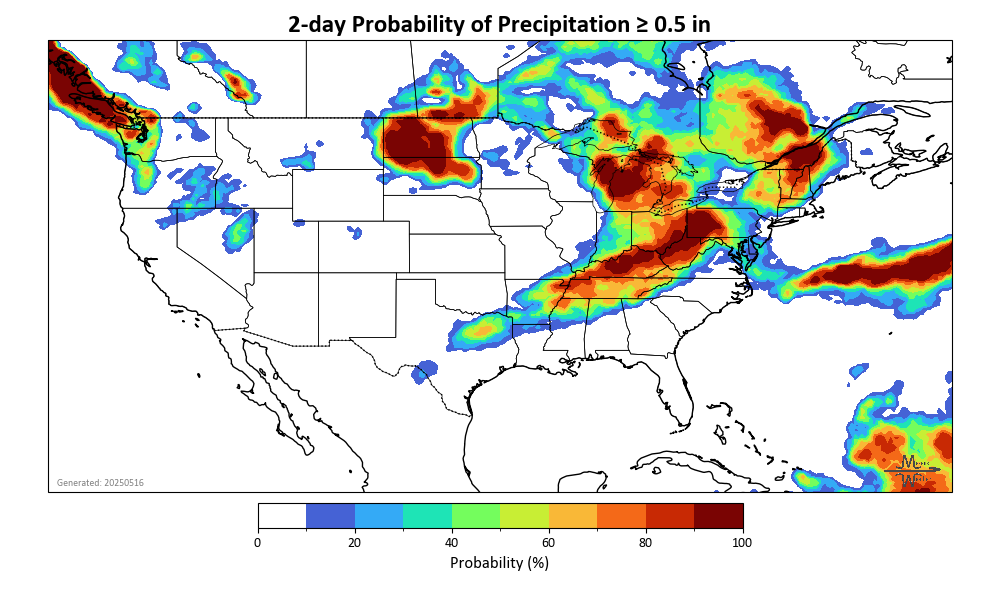 2-day Probability of Precipitation ≥ 0.5 in
Generated: 20250516
0 20 40 60 80 100
Probability (%)